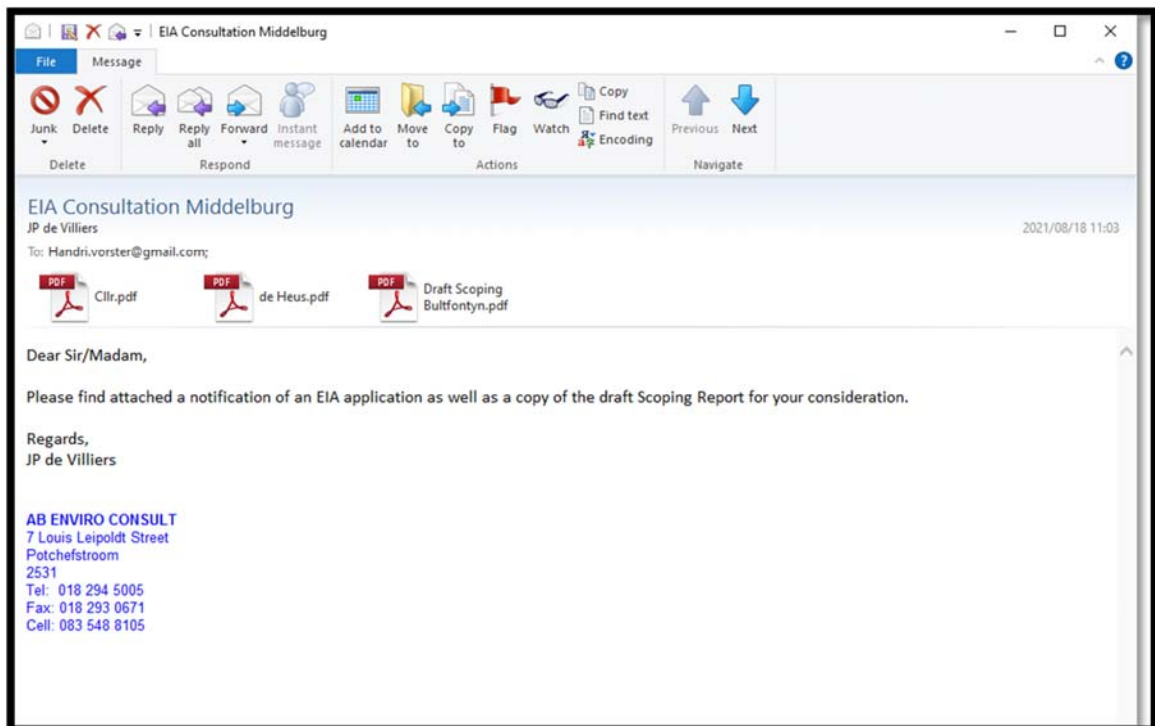 EIA Consultation Middelburg
File Message
Junk Delete Reply Reply all Forward Instant message Add to calendar Move to Copy to Flag Watch Copy Find text Encoding Previous Next
Delete Respond Actions Navigate
EIA Consultation Middelburg
JP de Villiers 2021/08/18 11:03
To: Handri.vorster@gmail.com;
PDF Cllr.pdf PDF de Heus.pdf PDF Draft Scoping Bultfontyn.pdf
Dear Sir/Madam,
Please find attached a notification of an EIA application as well as a copy of the draft Scoping Report for your consideration.
Regards,
JP de Villiers
AB ENVIRO CONSULT
7 Louis Leipoldt Street
Potchefstroom
2531
Tel: 018 294 5005
Fax: 018 293 0671
Cell: 083 548 8105